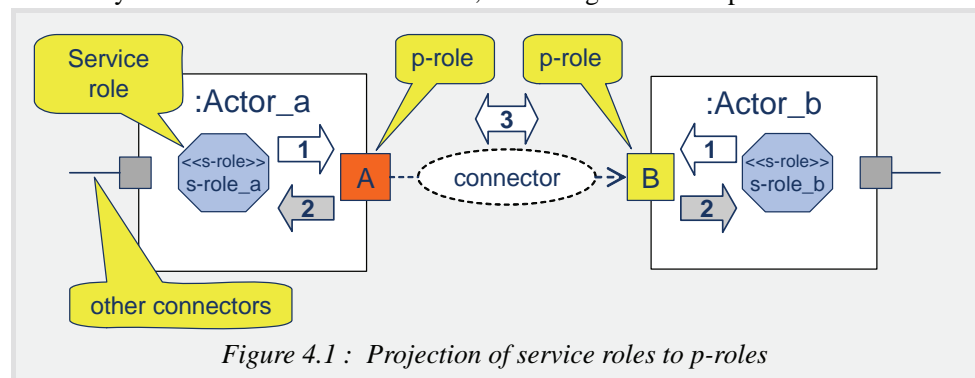 Service
role
p-role
p-role
:Actor_a
:Actor_b
3
1
1
<<s-role>>
s-role_a
A
connector
B
<<s-role>>
s-role_b
2
2
other connectors
Figure 4.1 : Projection of service roles to p-roles